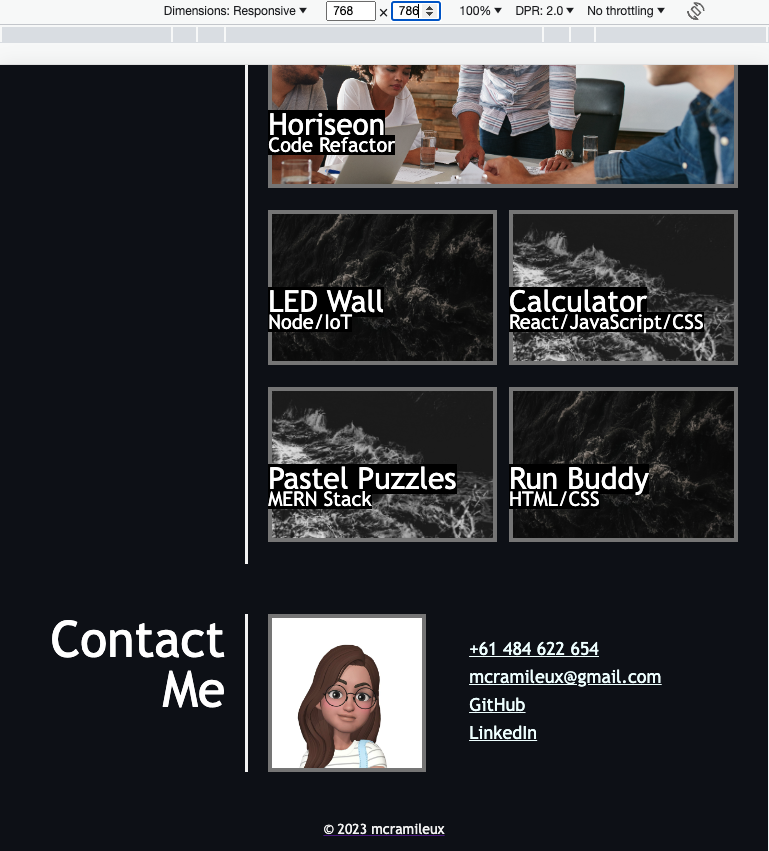 Dimensions: Responsive ▼ 768 × 786 100% ▼ DPR: 2.0 ▼ No throttling ▼
Horiseon
Code Refactor
LED Wall
Node/IoT
Calculator
React/JavaScript/CSS
Pastel Puzzles
MERN Stack
Run Buddy
HTML/CSS
Contact
Me
+61 484 622 654
mcramileux@gmail.com
GitHub
LinkedIn
© 2023 mcramileux